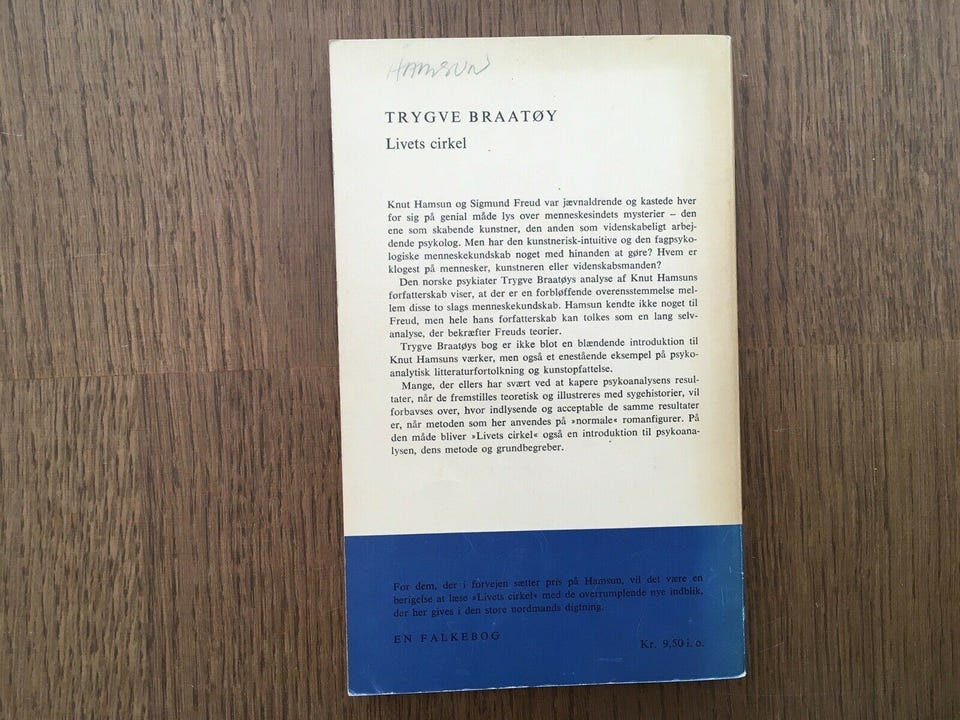 HAMSUN
TRYGVE BRAATØY
Livets cirkel
Knut Hamsun og Sigmund Freud var jævnaldrende og kastede hver
for sig på genial måde lys over menneskesindets mysterier – den
ene som skabende kunstner, den anden som videnskabeligt arbej-
dende psykolog. Men har den kunstnerisk-intuitive og den fagpsyko-
logiske menneskekundskab noget med hinanden at gøre? Hvem er
klogest på mennesker, kunstneren eller videnskabsmanden?
Den norske psykiater Trygve Braatøys analyse af Knut Hamsuns
forfatterskab viser, at der er en forbløffende overensstemmelse mel-
lem disse to slags menneskekundskab. Hamsun kendte ikke noget til
Freud, men hele hans forfatterskab kan tolkes som en lang selv-
analyse, der bekræfter Freuds teorier.
Trygve Braatøys bog er ikke blot en blændende introduktion til
Knut Hamsuns værker, men også et enestående eksempel på psyko-
analytisk litteraturfortolkning og kunstopfattelse.
Mange, der ellers har svært ved at kapere psykoanalysens resul-
tater, når de fremstilles teoretisk og illustreres med sygehistorier, vil
forbavses over, hvor indlysende og acceptable de samme resultater
er, når metoden som her anvendes på »normale« romanfigurer. På
den måde bliver »Livets cirkel« også en introduktion til psykoana-
lysen, dens metode og grundbegreber.
For dem, der i forvejen sætter pris på Hamsun, vil det være en
berigelse at læse »Livets cirkel« med de overrumplende nye indblik,
der her gives i den store nordmands digtning.
EN FALKEBOG
Kr. 9,50 i. o.